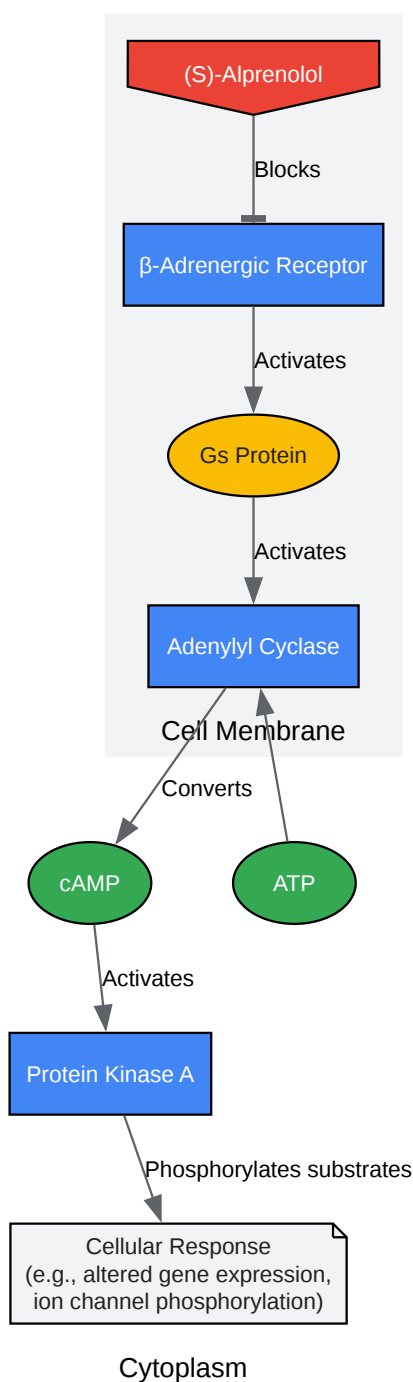 (S)-Alprenolol
Blocks
β-Adrenergic Receptor
Activates
Gs Protein
Activates
Adenylyl Cyclase
Cell Membrane
Converts
cAMP
ATP
Activates
Protein Kinase A
Phosphorylates substrates
Cellular Response
(e.g., altered gene expression,
ion channel phosphorylation)
Cytoplasm